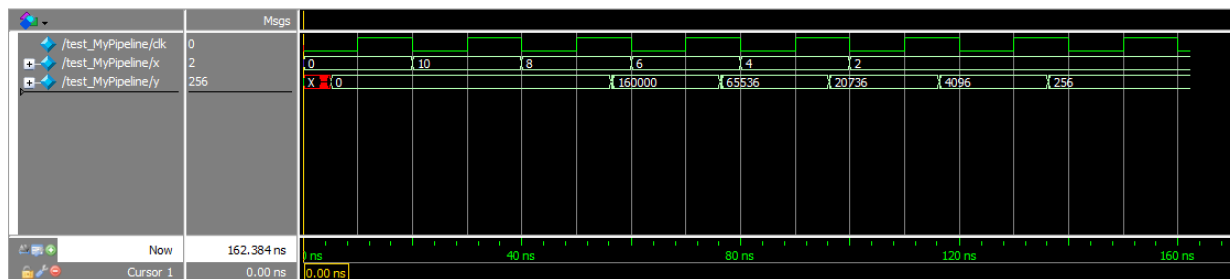 Msgs
/test_MyPipeline/clk 0
/test_MyPipeline/x 2 0 10 8 6 4 2
/test_MyPipeline/y 256 X 0 160000 65536 20736 4096 256
Now 162.384 ns ns 40 ns 80 ns 120 ns 160 ns
Cursor 1 0.00 ns 0.00 ns